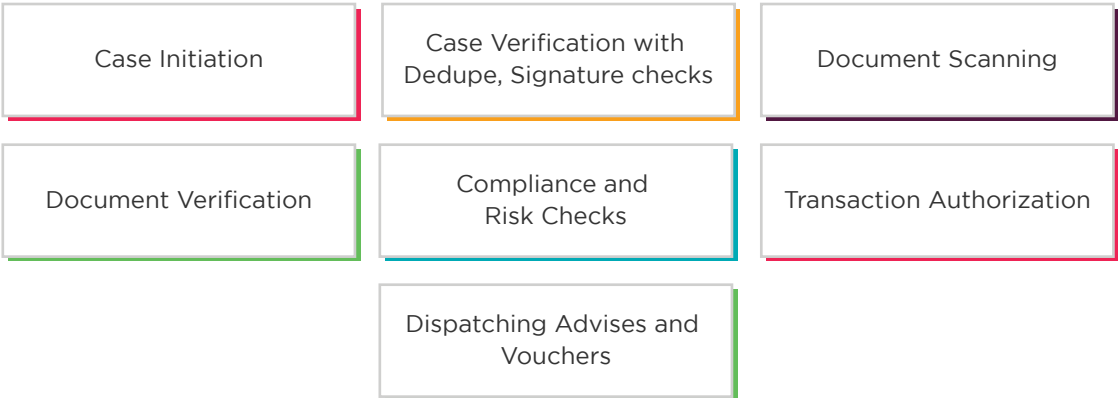 Case Initiation
Case Verification with
Dedupe, Signature checks
Document Scanning
Document Verification
Compliance and
Risk Checks
Transaction Authorization
Dispatching Advises and
Vouchers